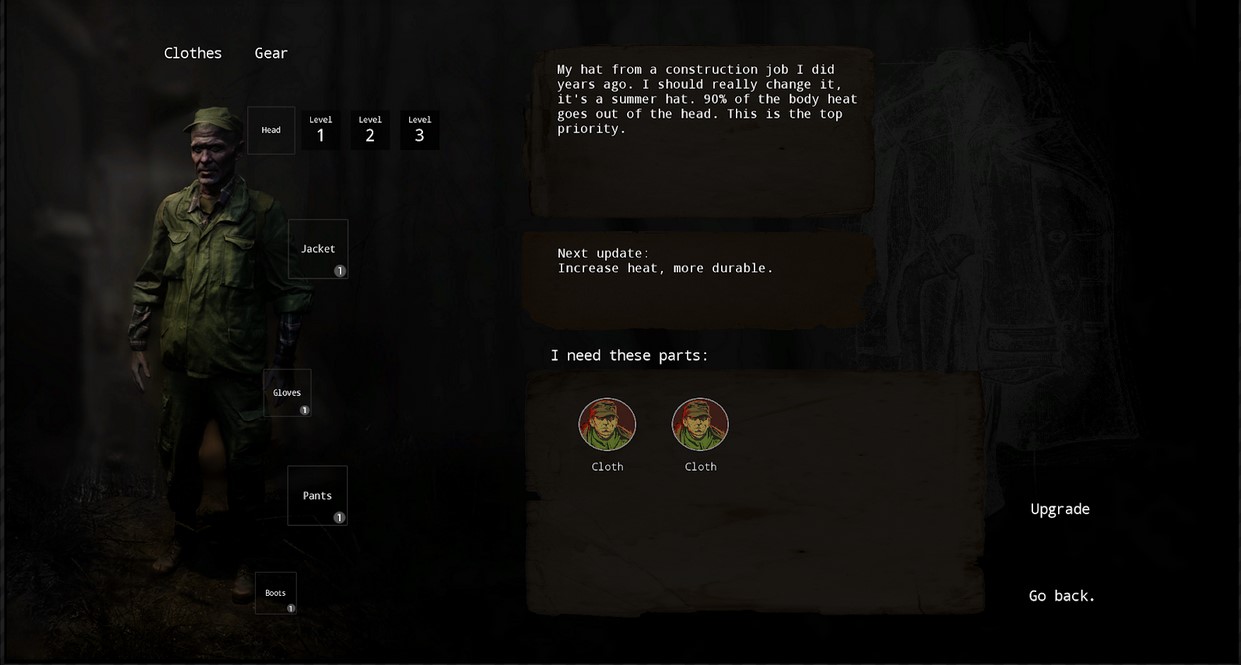 Clothes Gear
Head
Level Level Level
1 2 3
Jacket
1
Gloves
1
Pants
1
Boots
1
My hat from a construction job I did
years ago. I should really change it,
it's a summer hat. 90% of the body heat
goes out of the head. This is the top
priority.
Next update:
Increase heat, more durable.
I need these parts:
Cloth Cloth
Upgrade
Go back.